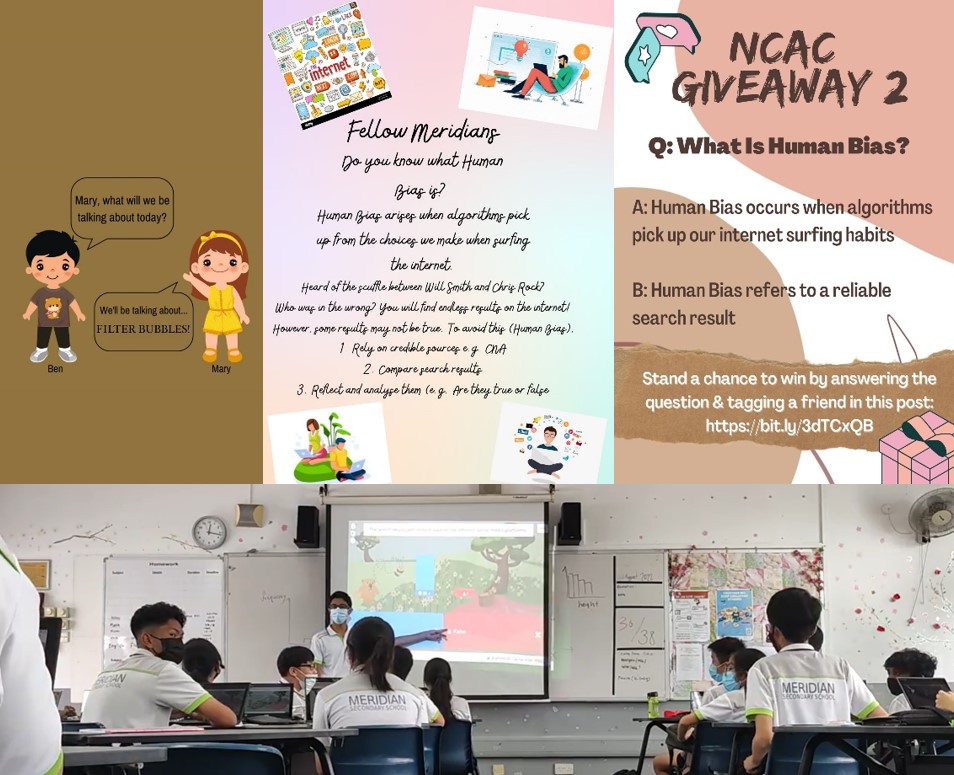 Mary, what will we be
talking about today?
We'll be talking about...
FILTER BUBBLES!
Ben
Mary
the
internet
Fellow Meridians
Do you know what Human
Bias is?
Human Bias arises when algorithms pick
up from the choices we make when surfing
the internet.
Heard of the scuffle between Will Smith and Chris Rock?
Who was in the wrong? You will find endless results on the internet!
However, some results may not be true. To avoid this (Human Bias),
1 Rely on credible sources e.g. CNA
2. Compare search results.
3. Reflect and analyse them (e.g. Are they true or false
NCAC
GIVEAWAY 2
Q: What Is Human Bias?
A: Human Bias occurs when algorithms
pick up our internet surfing habits
B: Human Bias refers to a reliable
search result
Stand a chance to win by answering the
question & tagging a friend in this post:
https://bit.ly/3dTCxQB
Homework
36/38
MERIDIAN
SECONDARY SCHOOL
MERIDIAN
SECONDARY SCHOOL